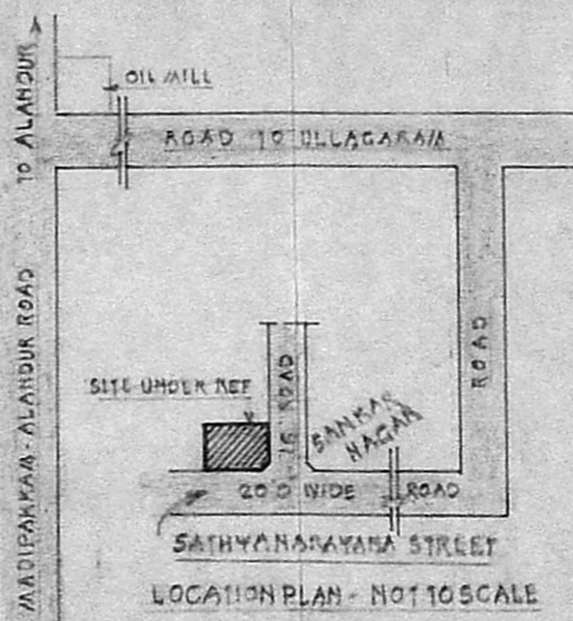 TO ALANDUR
OIL MILL
ROAD TO ULLAGARAM
MADIPAKKAM - ALANDUR ROAD
ROAD
SITE UNDER REF
16' ROAD
SANKAR
NAGAR
20'0 WIDE ROAD
SATHYANARAYANA STREET
LOCATION PLAN - NOT TO SCALE